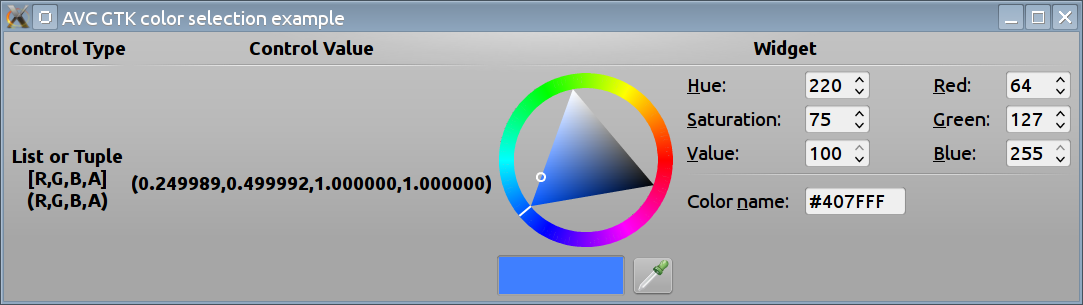 AVC GTK color selection example
Control Type Control Value Widget
List or Tuple
[R,G,B,A]
(R,G,B,A)
(0.249989,0.499992,1.000000,1.000000)
Hue: 220 Red: 64
Saturation: 75 Green: 127
Value: 100 Blue: 255
Color name: #407FFF